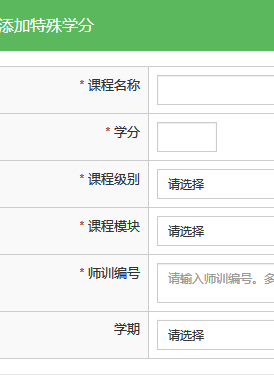 添加特殊学分
* 课程名称
* 学分
* 课程级别 请选择
* 课程模块 请选择
* 师训编号 请输入师训编号。多
学期 请选择